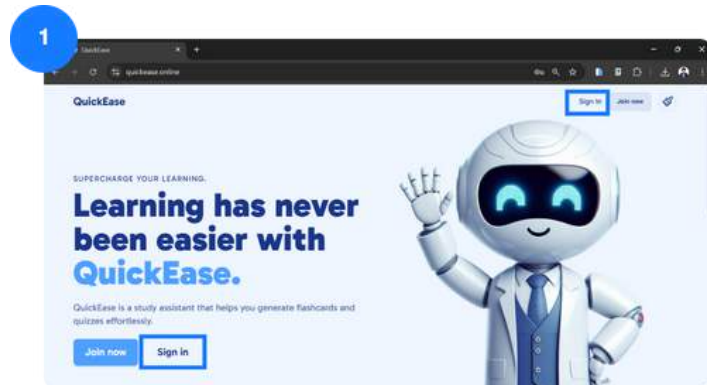 1
QuickEase
quickease.online
QuickEase
Sign in
Join now
SUPERCHARGE YOUR LEARNING.
Learning has never
been easier with
QuickEase.
QuickEase is a study assistant that helps you generate flashcards and
quizzes effortlessly.
Join now
Sign in